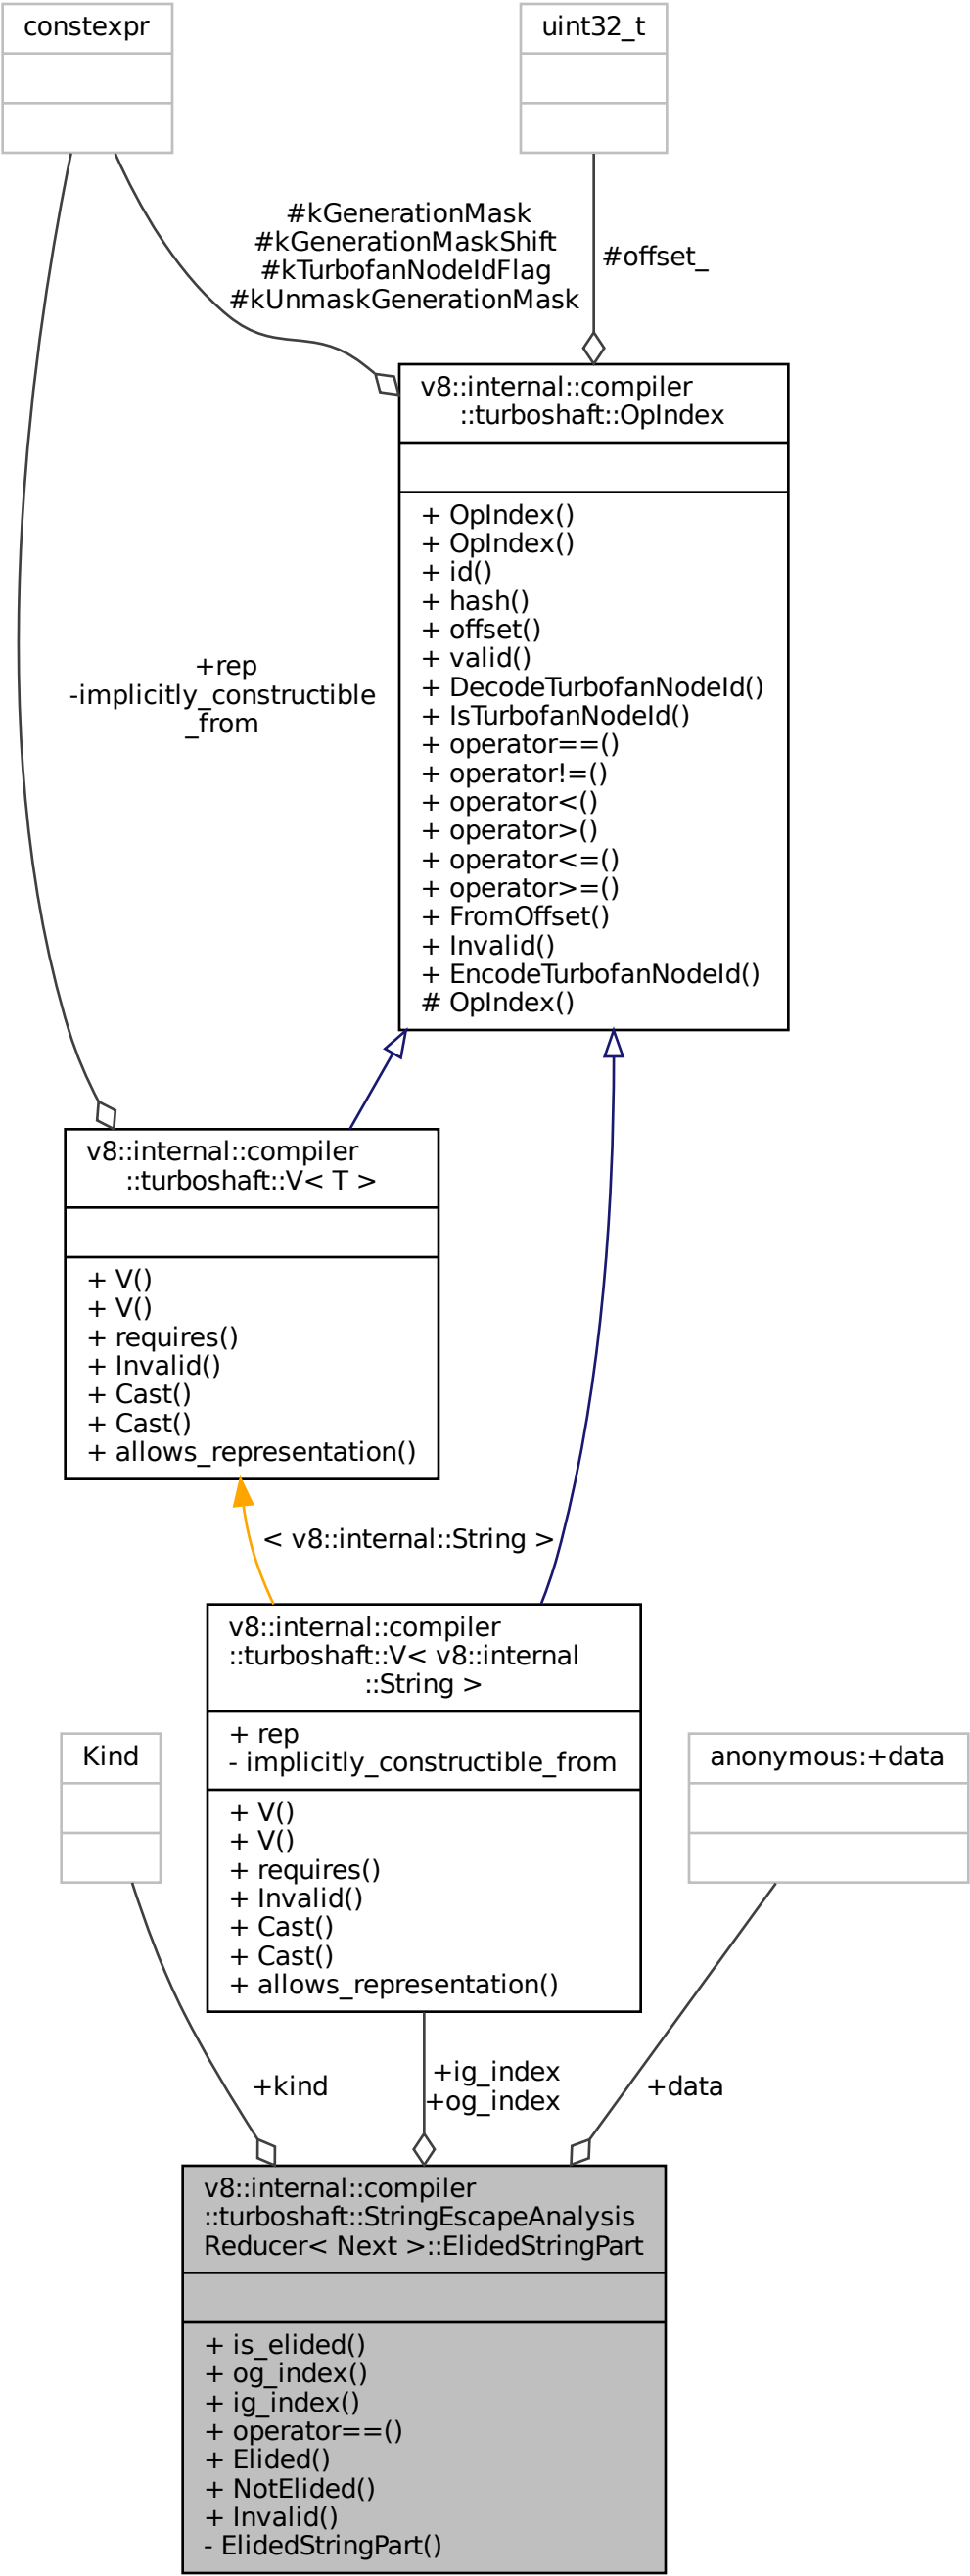 constexpr
uint32_t
#kGenerationMask
#kGenerationMaskShift
#kTurbofanNodeIdFlag
#kUnmaskGenerationMask
#offset_
v8::internal::compiler
::turboshaft::OpIndex
+ OpIndex()
+ OpIndex()
+ id()
+ hash()
+ offset()
+ valid()
+ DecodeTurbofanNodeId()
+ IsTurbofanNodeId()
+ operator==()
+ operator!=()
+ operator<()
+ operator>()
+ operator<=()
+ operator>=()
+ FromOffset()
+ Invalid()
+ EncodeTurbofanNodeId()
# OpIndex()
+rep
-implicitly_constructible
_from
v8::internal::compiler
::turboshaft::V< T >
+ V()
+ V()
+ requires()
+ Invalid()
+ Cast()
+ Cast()
+ allows_representation()
< v8::internal::String >
v8::internal::compiler
::turboshaft::V< v8::internal
::String >
+ rep
- implicitly_constructible_from
+ V()
+ V()
+ requires()
+ Invalid()
+ Cast()
+ Cast()
+ allows_representation()
Kind
anonymous:+data
+kind
+ig_index
+og_index
+data
v8::internal::compiler
::turboshaft::StringEscapeAnalysis
Reducer< Next >::ElidedStringPart
+ is_elided()
+ og_index()
+ ig_index()
+ operator==()
+ Elided()
+ NotElided()
+ Invalid()
- ElidedStringPart()